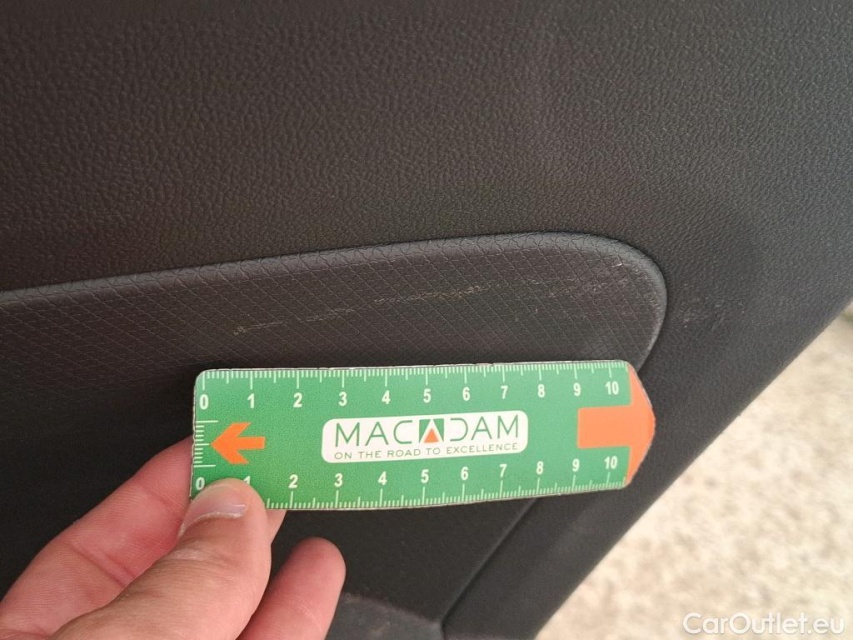 0 1 2 3 4 5 6 7 8 9 10
MACADAM
ON THE ROAD TO EXCELLENCE
0 1 2 3 4 5 6 7 8 9 10
CarOutlet.eu